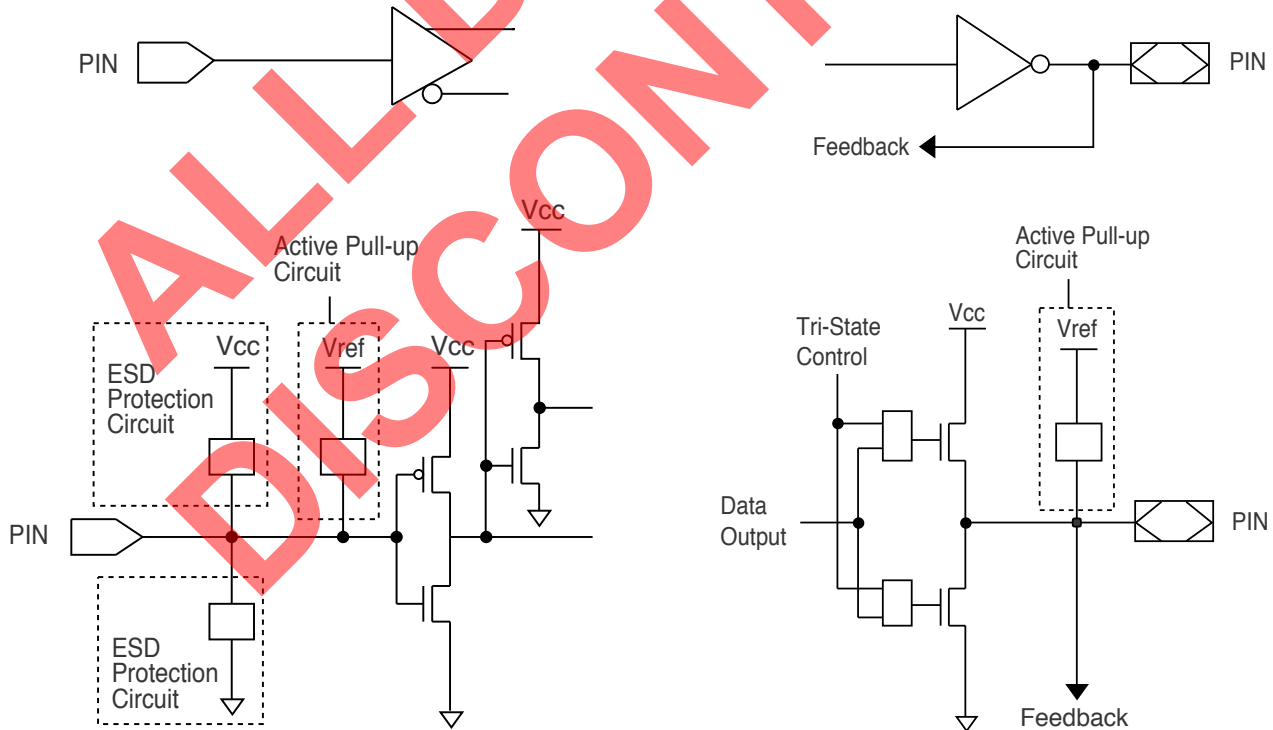 PIN
PIN
Feedback
Vcc
Active Pull-up
Circuit
Vcc
ESD
Protection
Circuit
Vref
Vcc
PIN
ESD
Protection
Circuit
Active Pull-up
Circuit
Tri-State
Control
Vcc
Vref
Data
Output
PIN
Feedback
ALL D
DISCONT